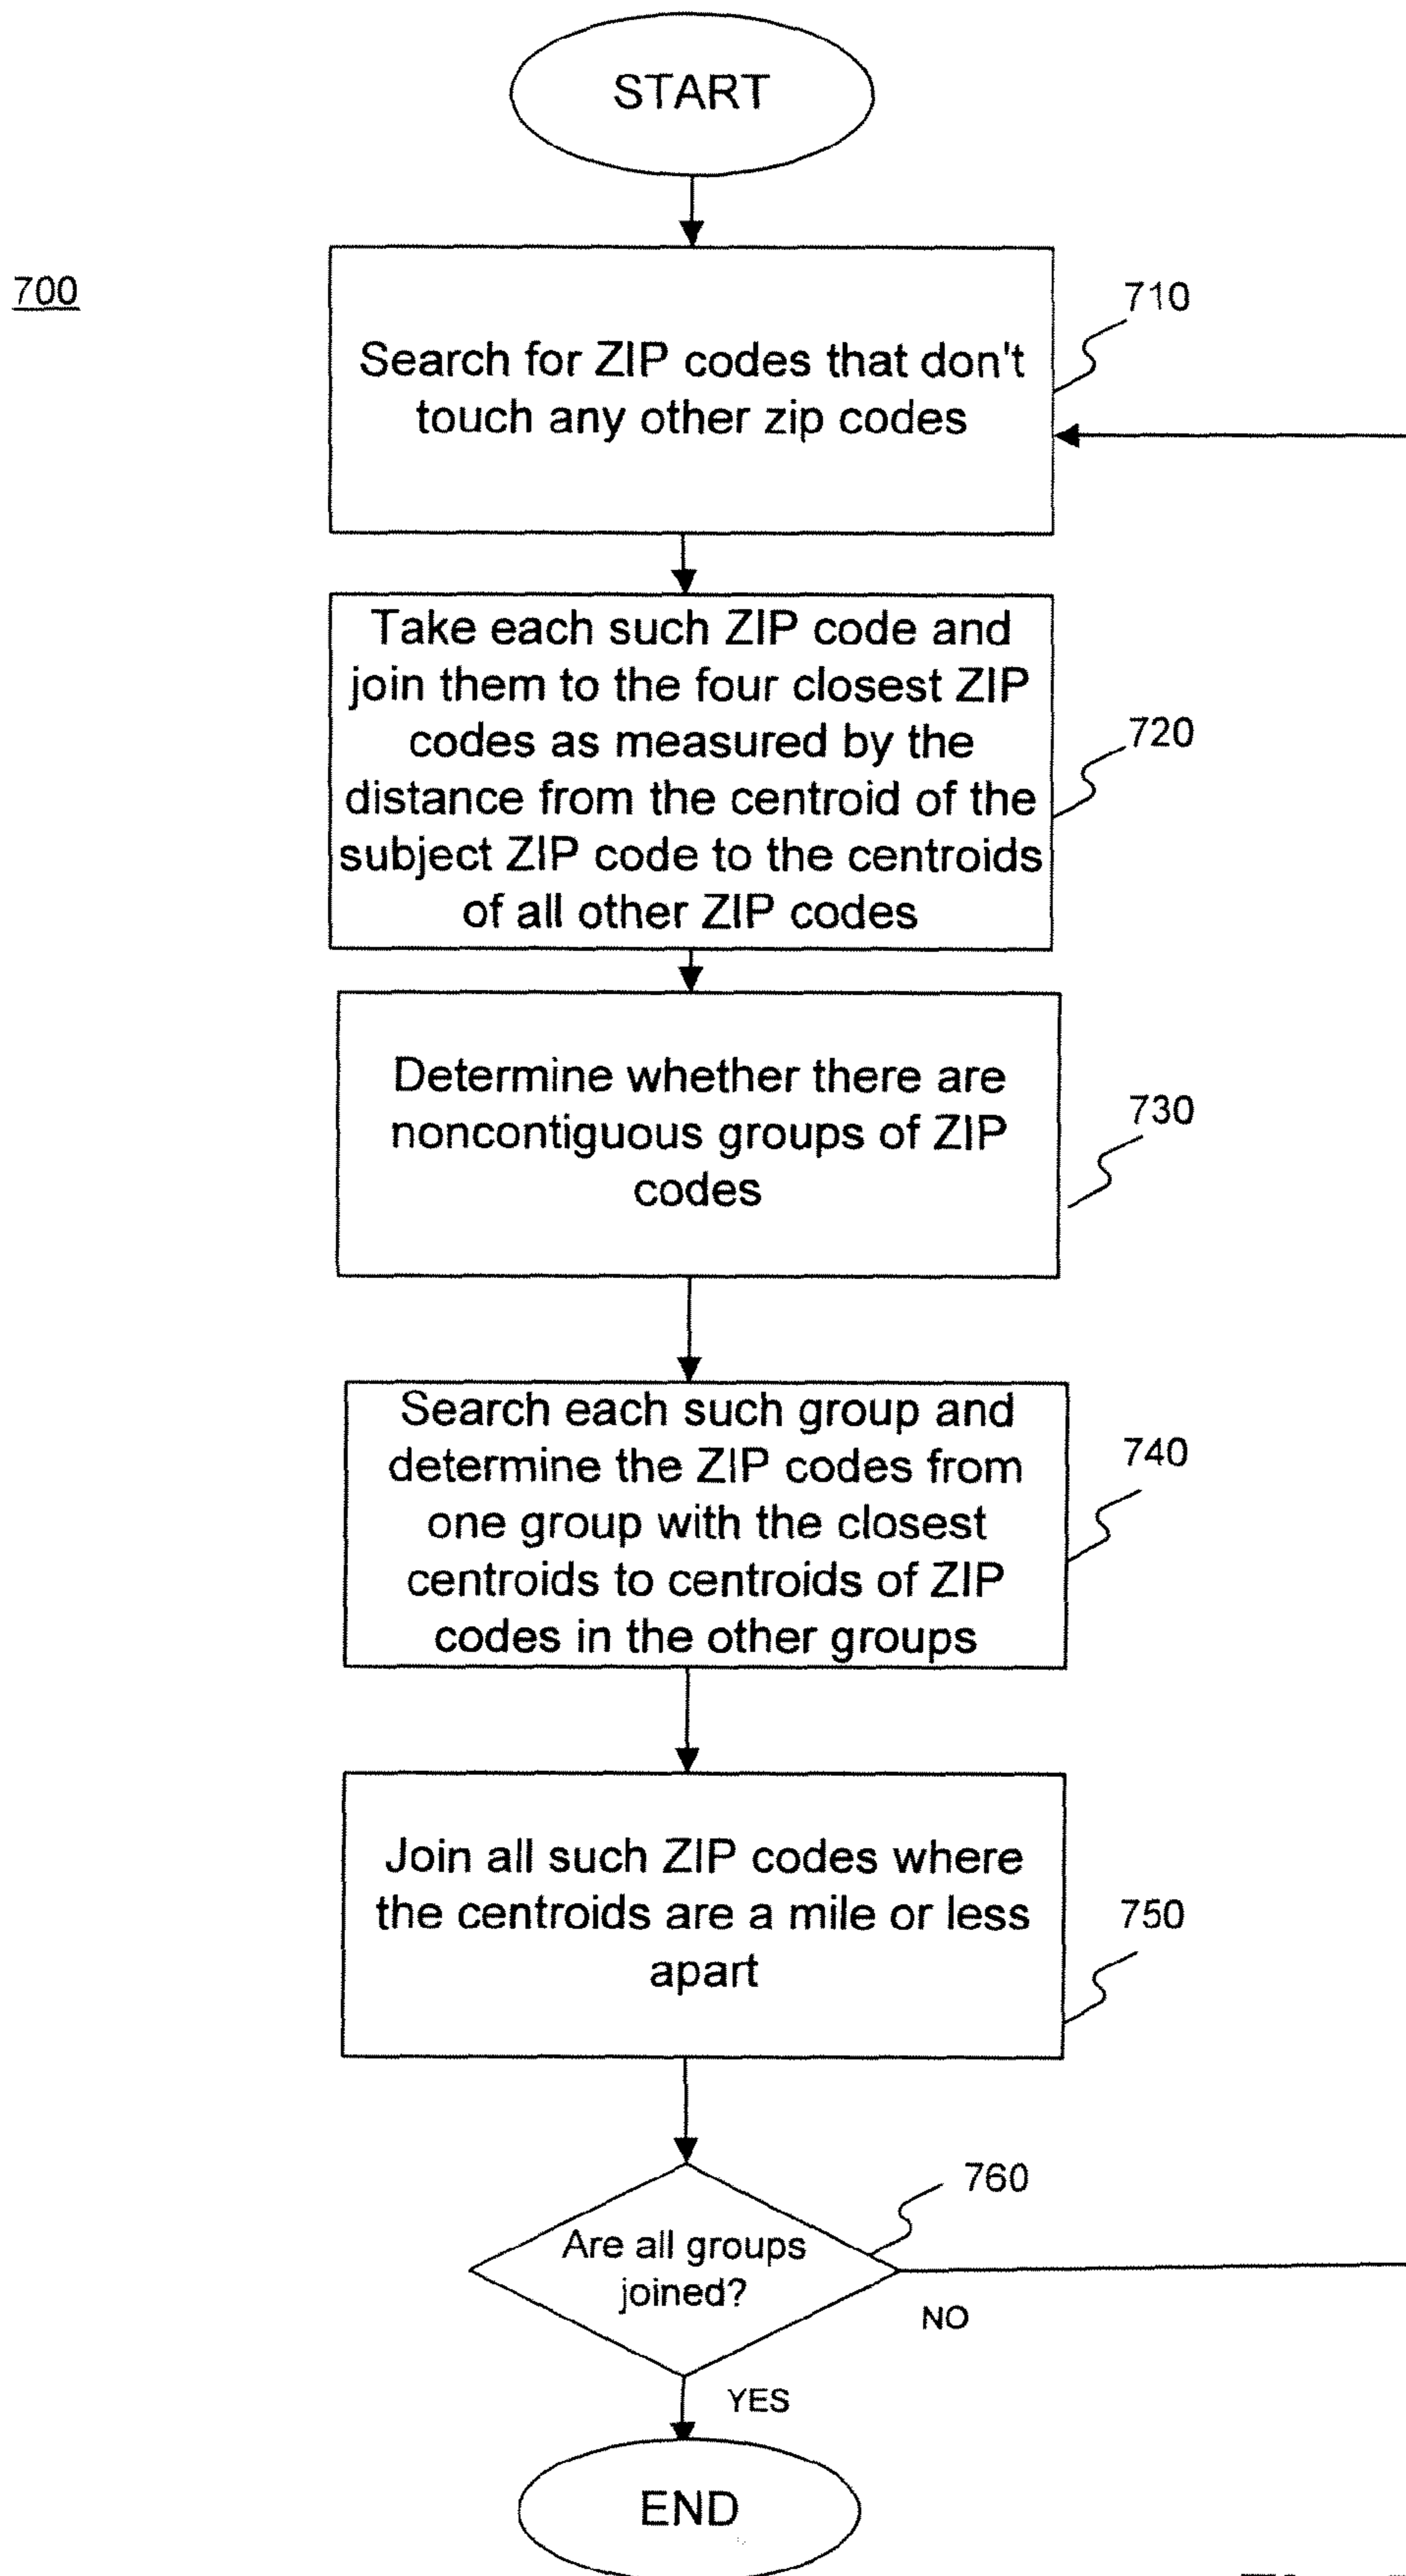 START
700
710
Search for ZIP codes that don't
touch any other zip codes
Take each such ZIP code and
join them to the four closest ZIP
codes as measured by the
distance from the centroid of the
subject ZIP code to the centroids
of all other ZIP codes
720
Determine whether there are
noncontiguous groups of ZIP
codes
730
Search each such group and
determine the ZIP codes from
one group with the closest
centroids to centroids of ZIP
codes in the other groups
740
Join all such ZIP codes where
the centroids are a mile or less
apart
750
760
Are all groups
joined?
NO
YES
END